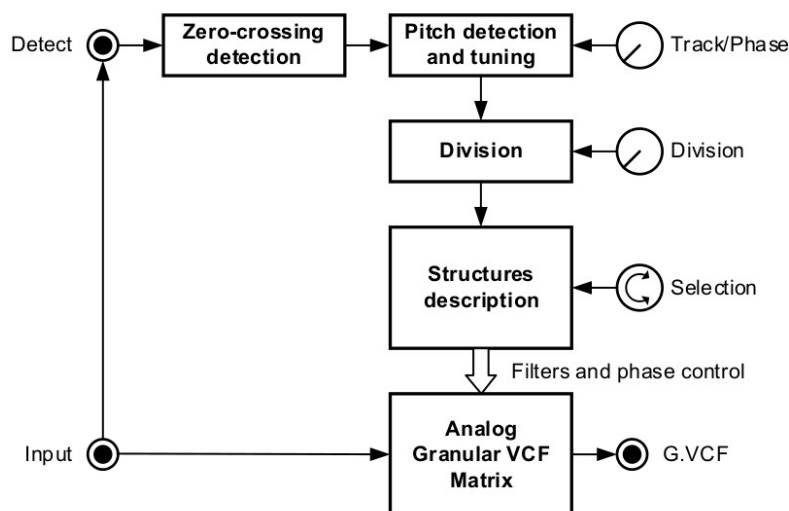 Detect
Zero-crossing
detection
Pitch detection
and tuning
Track/Phase
Division
Division
Structures
description
Selection
Filters and phase control
Input
Analog
Granular VCF
Matrix
G.VCF